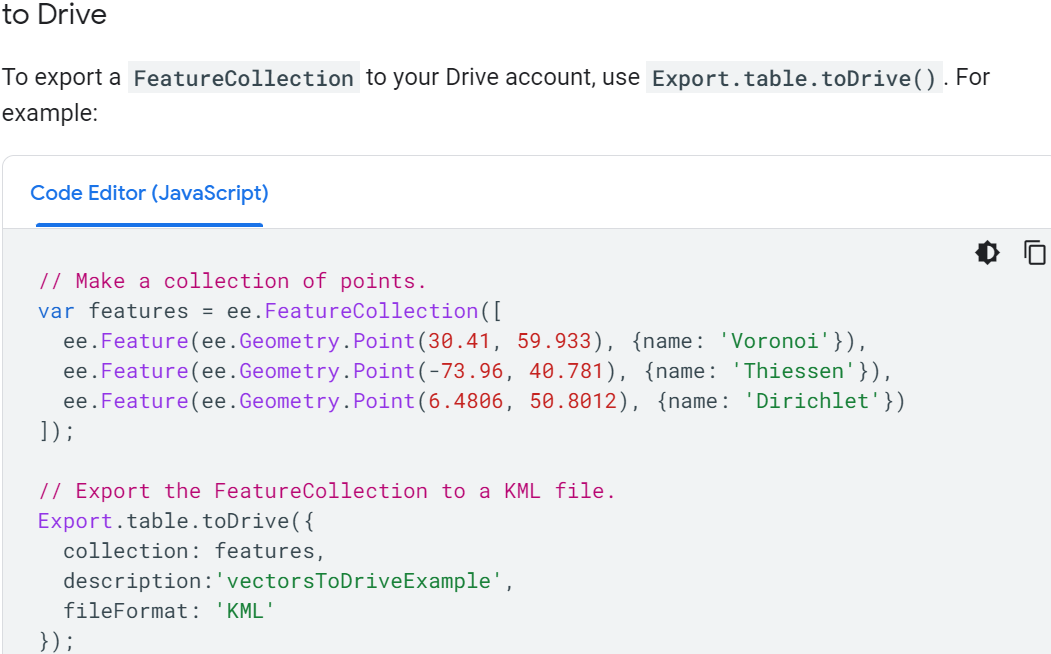 to Drive
To export a FeatureCollection to your Drive account, use Export.table.toDrive(). For
example:
Code Editor (JavaScript)
// Make a collection of points.
var features = ee.FeatureCollection([
  ee.Feature(ee.Geometry.Point(30.41, 59.933), {name: 'Voronoi'}),
  ee.Feature(ee.Geometry.Point(-73.96, 40.781), {name: 'Thiessen'}),
  ee.Feature(ee.Geometry.Point(6.4806, 50.8012), {name: 'Dirichlet'})
]);
// Export the FeatureCollection to a KML file.
Export.table.toDrive({
  collection: features,
  description:'vectorsToDriveExample',
  fileFormat: 'KML'
});